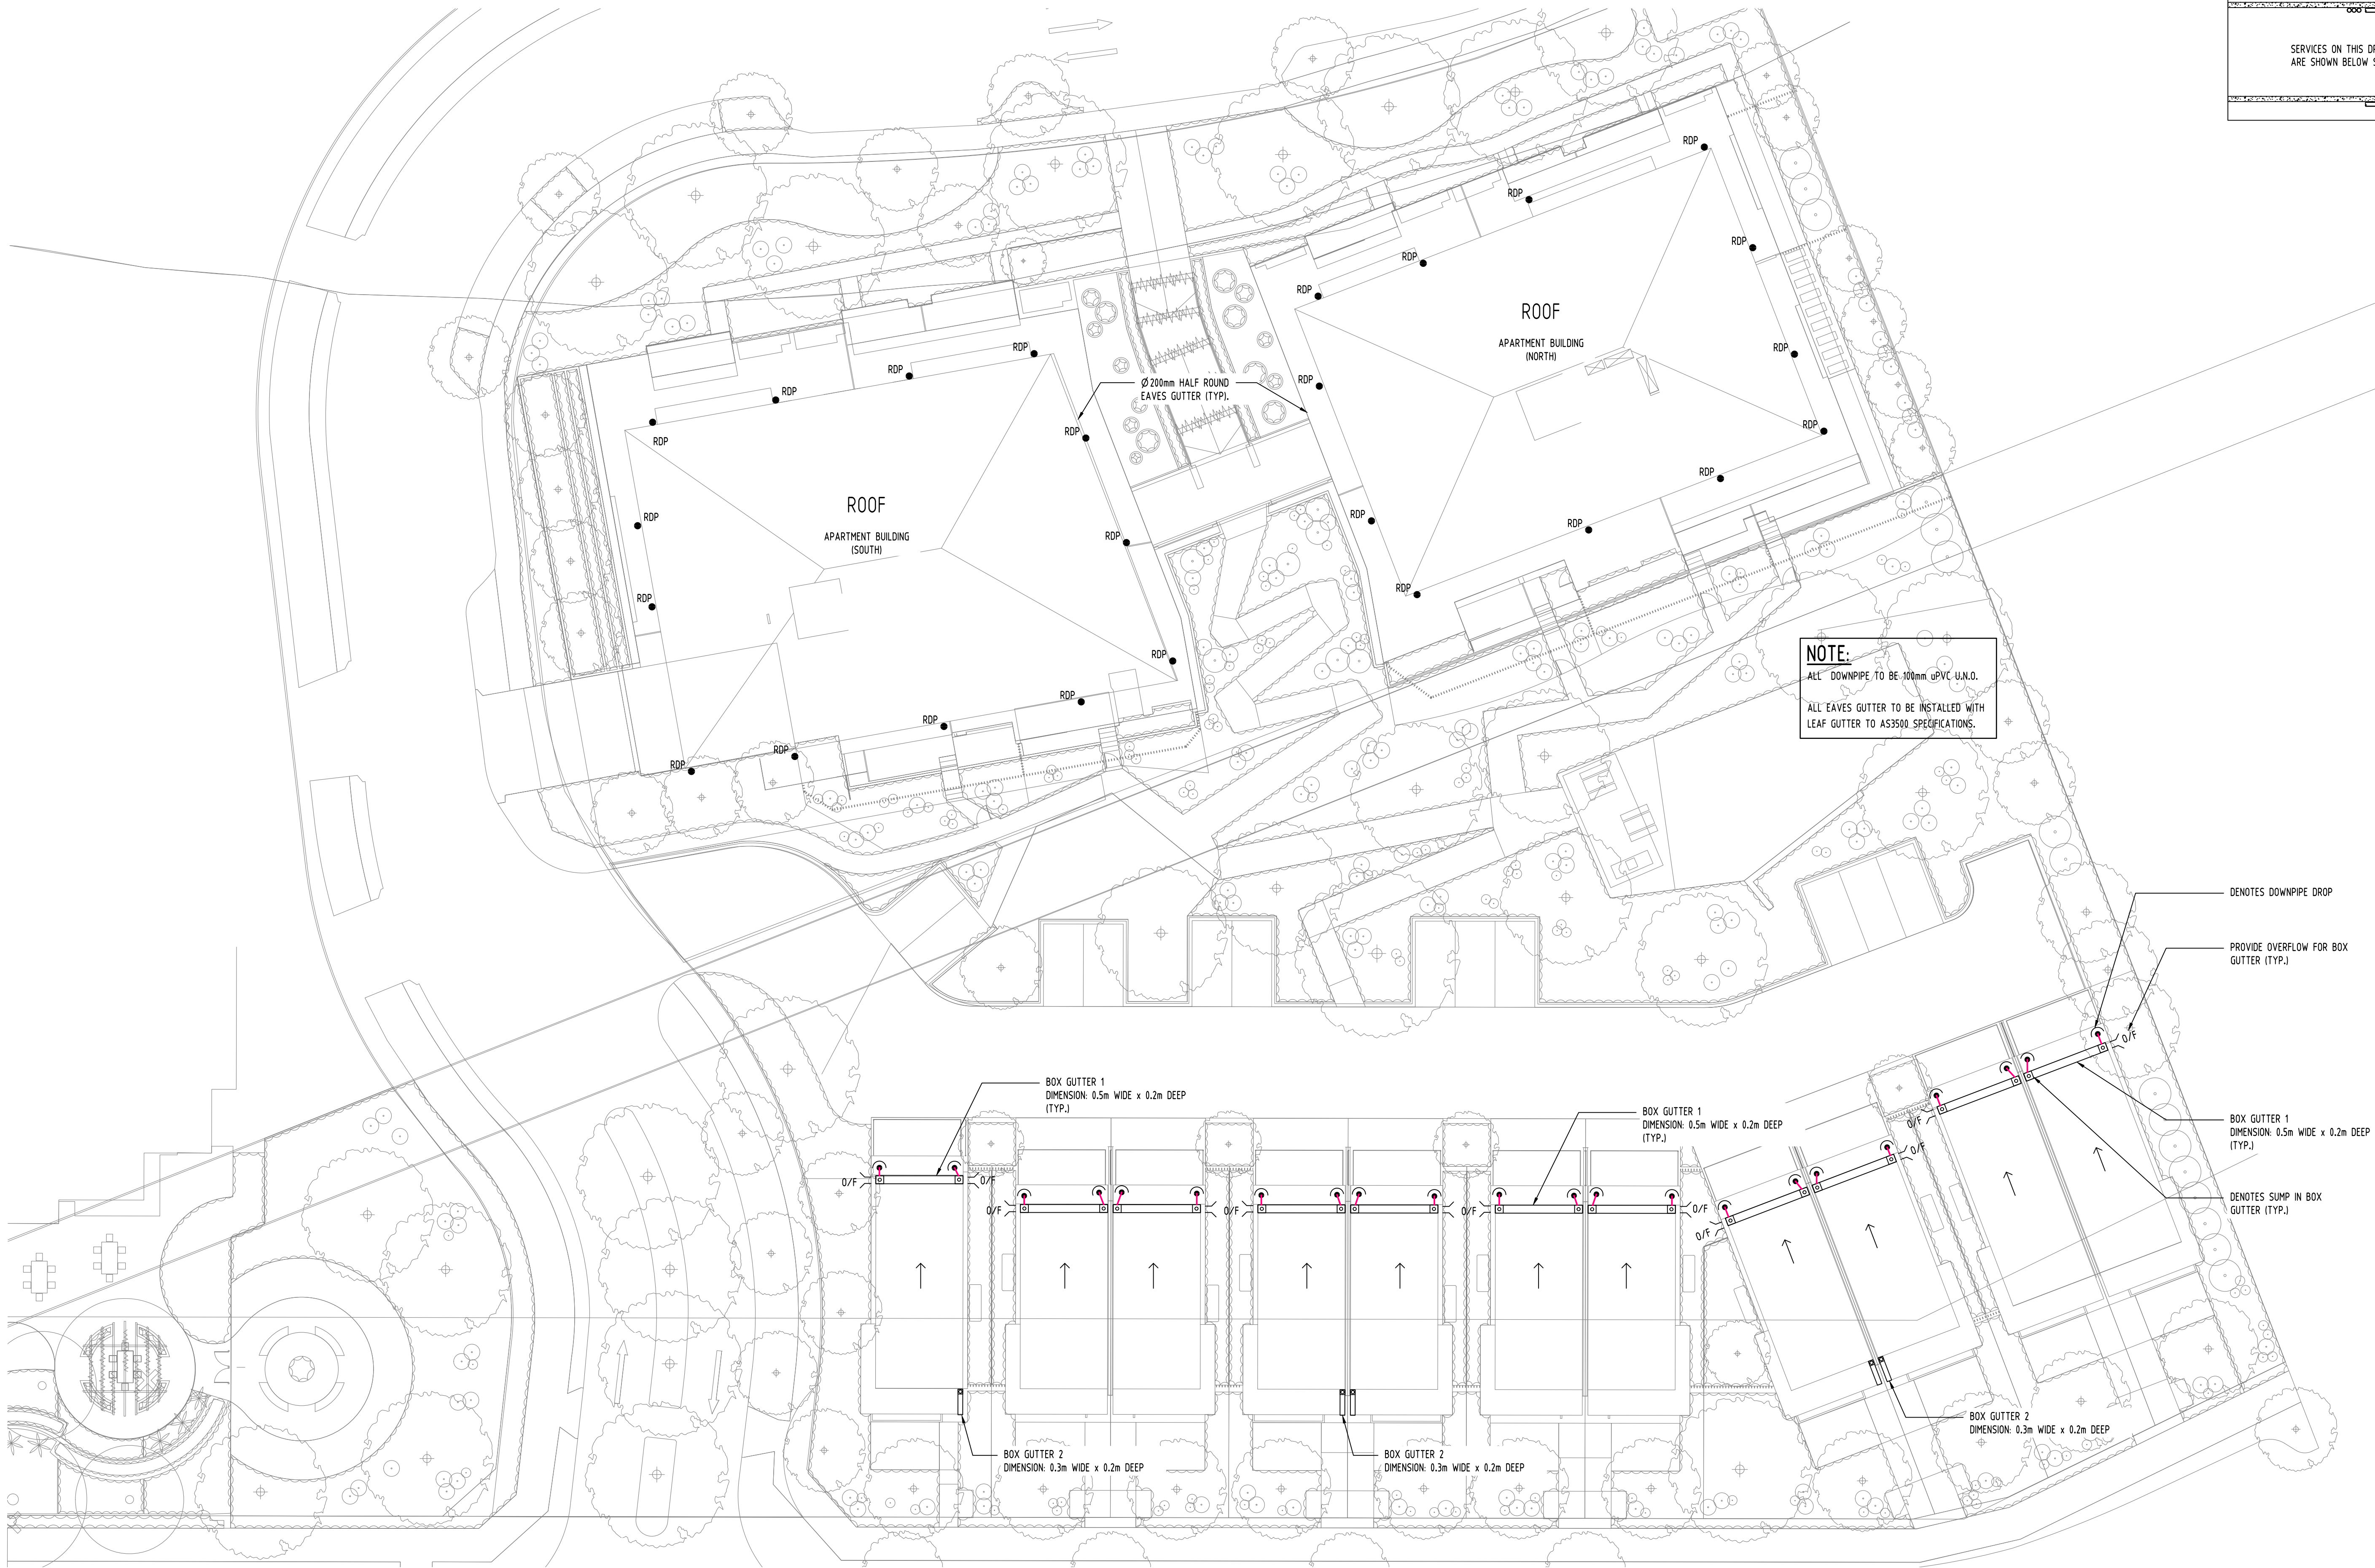 SERVICES ON THIS
ARE SHOWN BELOW
RDP
RDP
RDP
RDP
RDP
ROOF
APARTMENT BUILDING
(NORTH)
RDP
RDP
RDP
RDP
RDP
RDP
RDP
RDP
RDP
RDP
RDP
Ø200mm HALF ROUND
EAVES GUTTER (TYP).
RDP
RDP
ROOF
APARTMENT BUILDING
(SOUTH)
RDP
RDP
RDP
RDP
RDP
RDP
RDP
RDP
NOTE:
ALL DOWNPIPE TO BE 100mm uPVC U.N.O.
ALL EAVES GUTTER TO BE INSTALLED WITH
LEAF GUTTER TO AS3500 SPECIFICATIONS.
DENOTES DOWNPIPE DROP
PROVIDE OVERFLOW FOR BOX
GUTTER (TYP.)
O/F
BOX GUTTER 1
DIMENSION: 0.5m WIDE x 0.2m DEEP
(TYP.)
BOX GUTTER 1
DIMENSION: 0.5m WIDE x 0.2m DEEP
(TYP.)
O/F
BOX GUTTER 1
DIMENSION: 0.5m WIDE x 0.2m DEEP
(TYP.)
O/F
O/F
O/F
O/F
O/F
O/F
O/F
O/F
DENOTES SUMP IN BOX
GUTTER (TYP.)
BOX GUTTER 2
DIMENSION: 0.3m WIDE x 0.2m DEEP
BOX GUTTER 2
DIMENSION: 0.3m WIDE x 0.2m DEEP
BOX GUTTER 2
DIMENSION: 0.3m WIDE x 0.2m DEEP